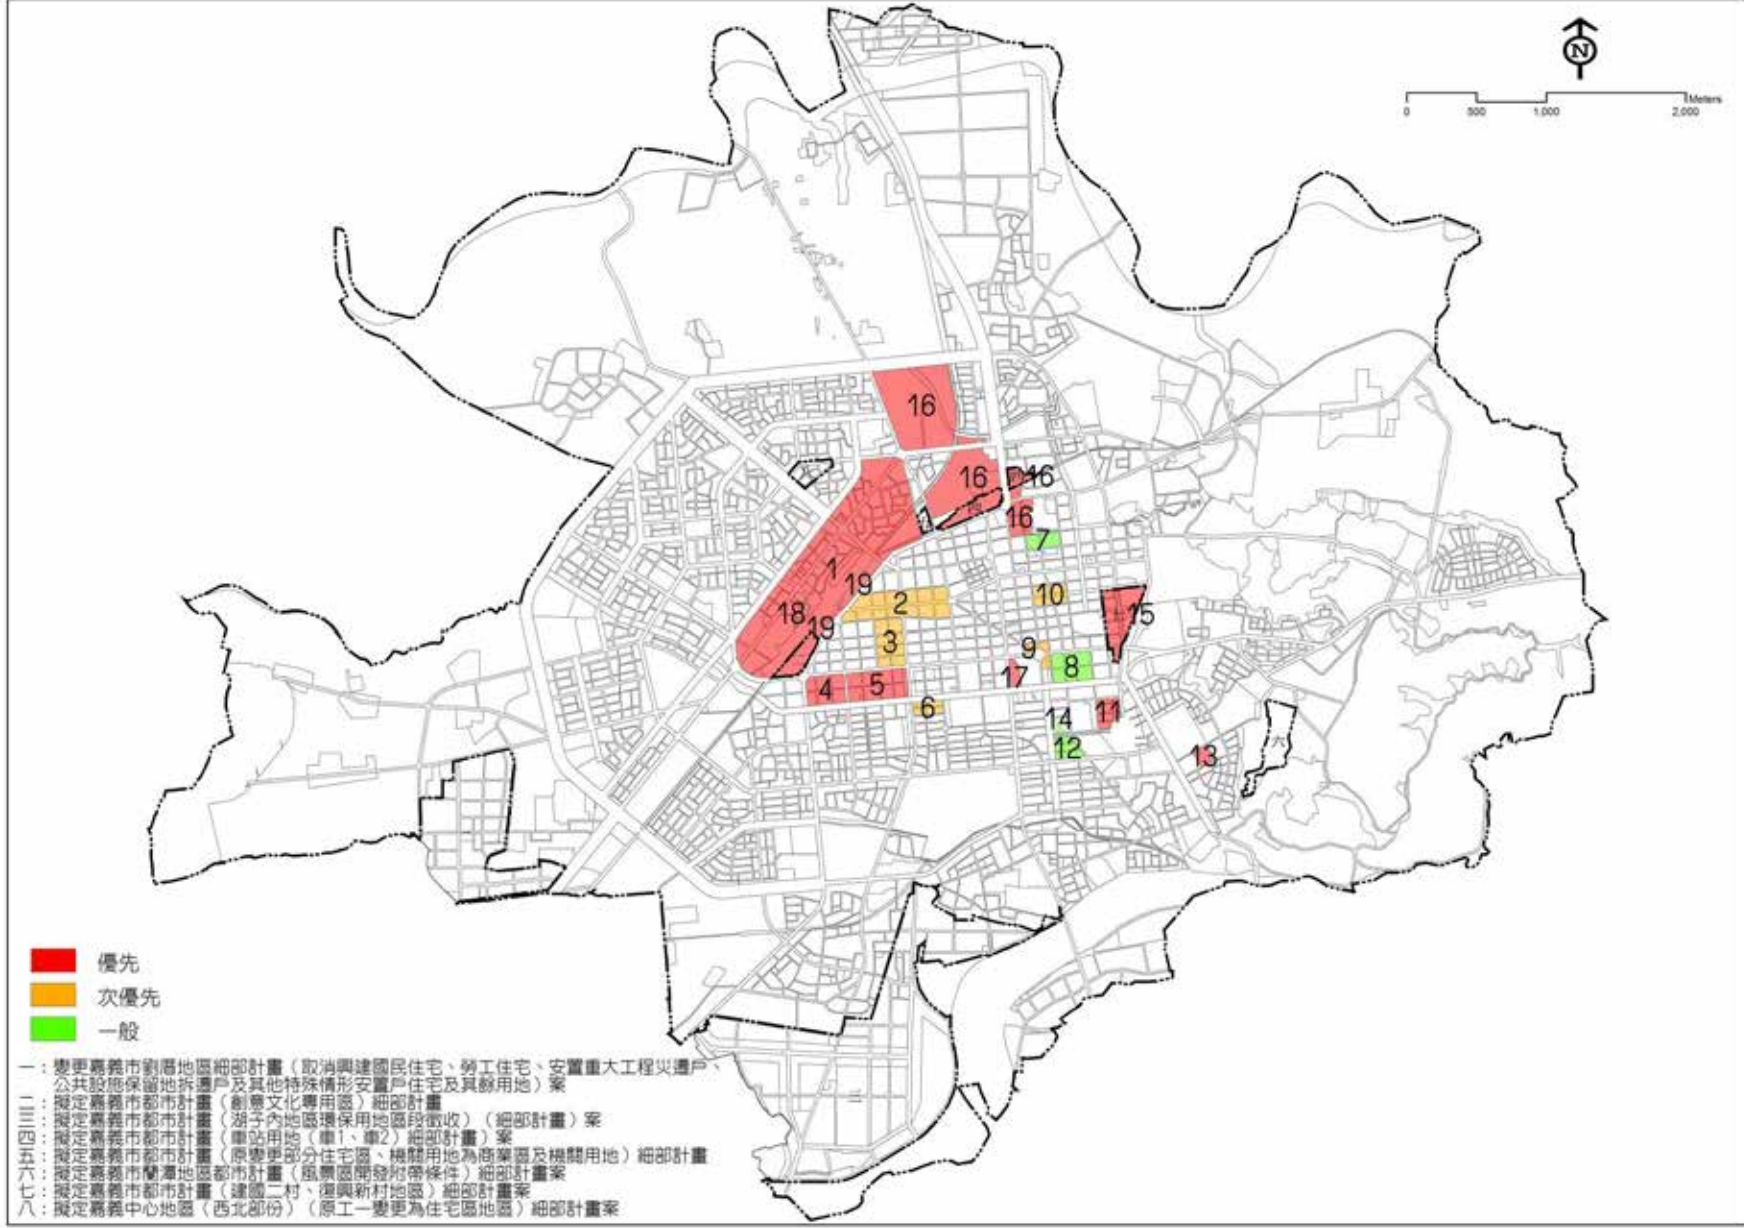 N
Meters
0 500 1,000 2,000
16
16
16
四
16
7
1
19
2
10
18
19
15
3
9
8
17
4
5
6
14
11
12
13
六
三
優先
次優先
一般
一：變更嘉義市劉厝地區細部計畫（取消興建國民住宅、勞工住宅、安置重大工程災遷戶、
公共設施保留地拆遷戶及其他特殊情形安置戶住宅及其餘用地）案
二：擬定嘉義市都市計畫（創意文化專用區）細部計畫
三：擬定嘉義市都市計畫（湖子內地區環保用地區段徵收）（細部計畫）案
四：擬定嘉義市都市計畫（車站用地（車1、車2）細部計畫）案
五：擬定嘉義市都市計畫（原變更部分住宅區、機關用地為商業區及機關用地）細部計畫
六：擬定嘉義市蘭潭地區都市計畫（風景區開發附帶條件）細部計畫案
七：擬定嘉義市都市計畫（建國二村、復興新村地區）細部計畫案
八：擬定嘉義中心地區（西北部份）（原工一變更為住宅區地區）細部計畫案